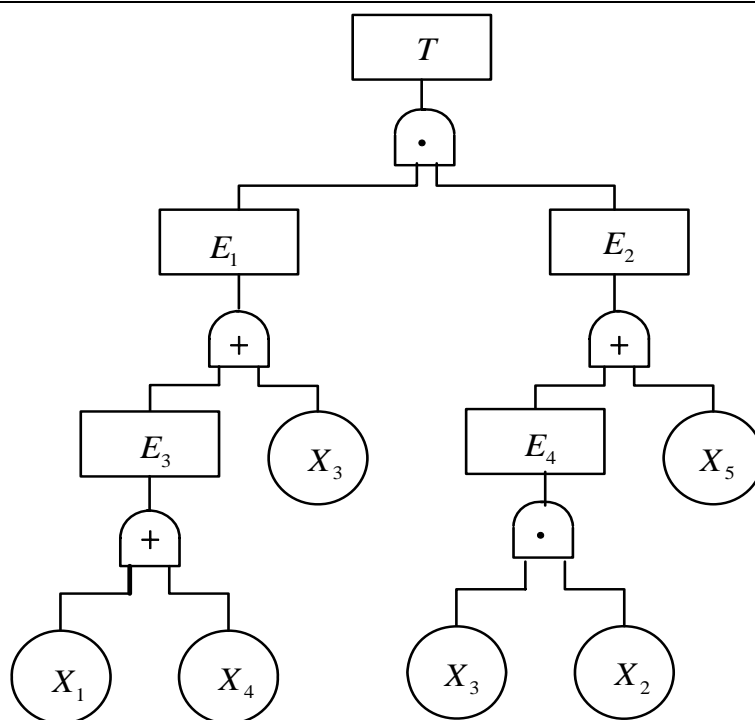 T
·
E₁ E₂
+ +
E₃ X₃ E₄ X₅
+ ·
X₁ X₄ X₃ X₂